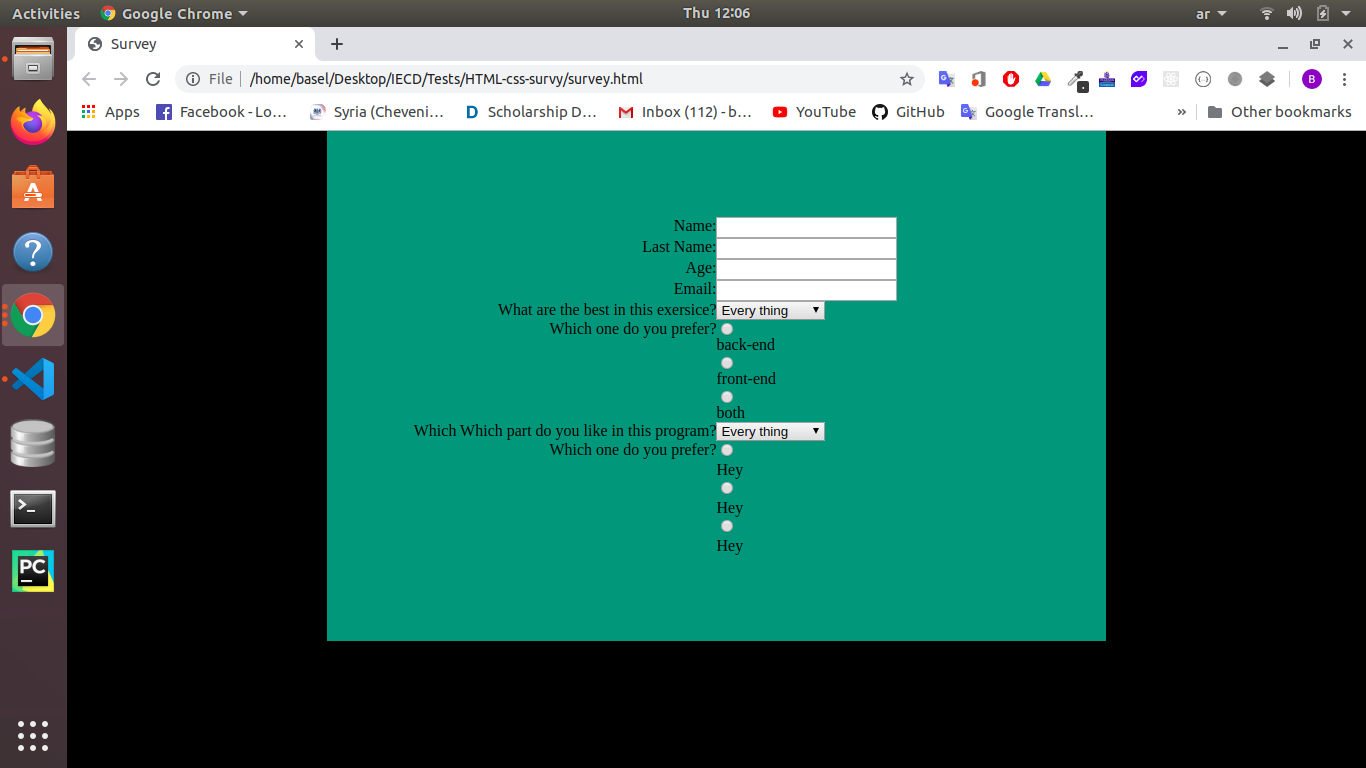 Activities Google Chrome Thu 12:06 ar
Survey
File /home/basel/Desktop/IECD/Tests/HTML-css-survy/survey.html B
Apps Facebook - Lo... Syria (Cheveni... Scholarship D... Inbox (112) - b... YouTube GitHub Google Transl... » Other bookmarks
Name:
Last Name:
Age:
Email:
What are the best in this exersice? Every thing
Which one do you prefer?
back-end
front-end
both
Which Which part do you like in this program? Every thing
Which one do you prefer?
Hey
Hey
Hey
PC